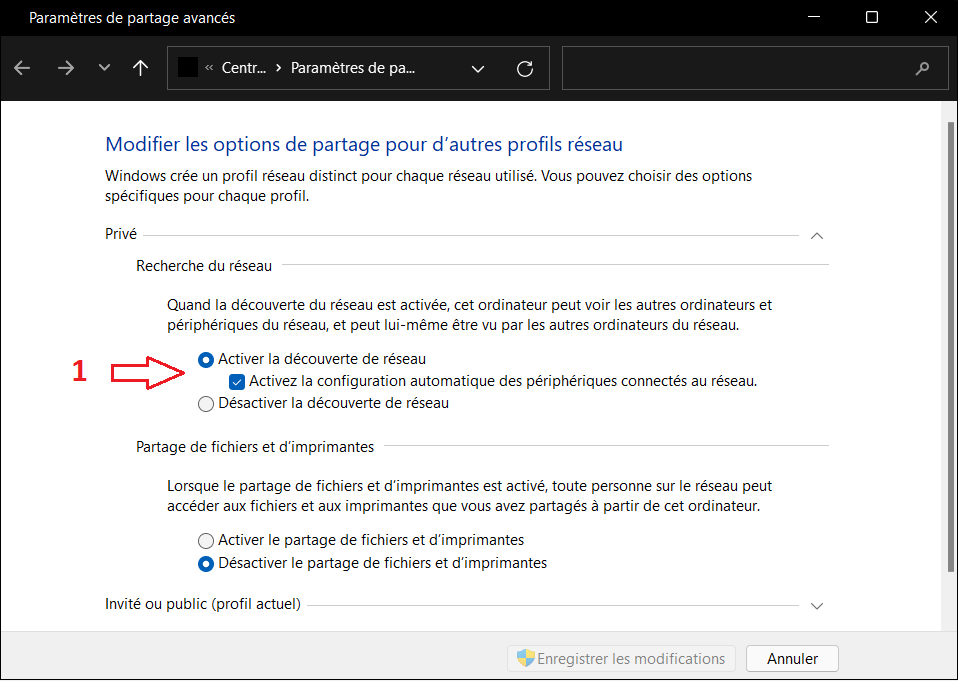 Paramètres de partage avancés
« Centr... › Paramètres de pa...
Modifier les options de partage pour d’autres profils réseau
Windows crée un profil réseau distinct pour chaque réseau utilisé. Vous pouvez choisir des options
spécifiques pour chaque profil.
Privé
Recherche du réseau
Quand la découverte du réseau est activée, cet ordinateur peut voir les autres ordinateurs et
périphériques du réseau, et peut lui-même être vu par les autres ordinateurs du réseau.
1
Activer la découverte de réseau
Activez la configuration automatique des périphériques connectés au réseau.
Désactiver la découverte de réseau
Partage de fichiers et d’imprimantes
Lorsque le partage de fichiers et d’imprimantes est activé, toute personne sur le réseau peut
accéder aux fichiers et aux imprimantes que vous avez partagés à partir de cet ordinateur.
Activer le partage de fichiers et d’imprimantes
Désactiver le partage de fichiers et d’imprimantes
Invité ou public (profil actuel)
Enregistrer les modifications
Annuler